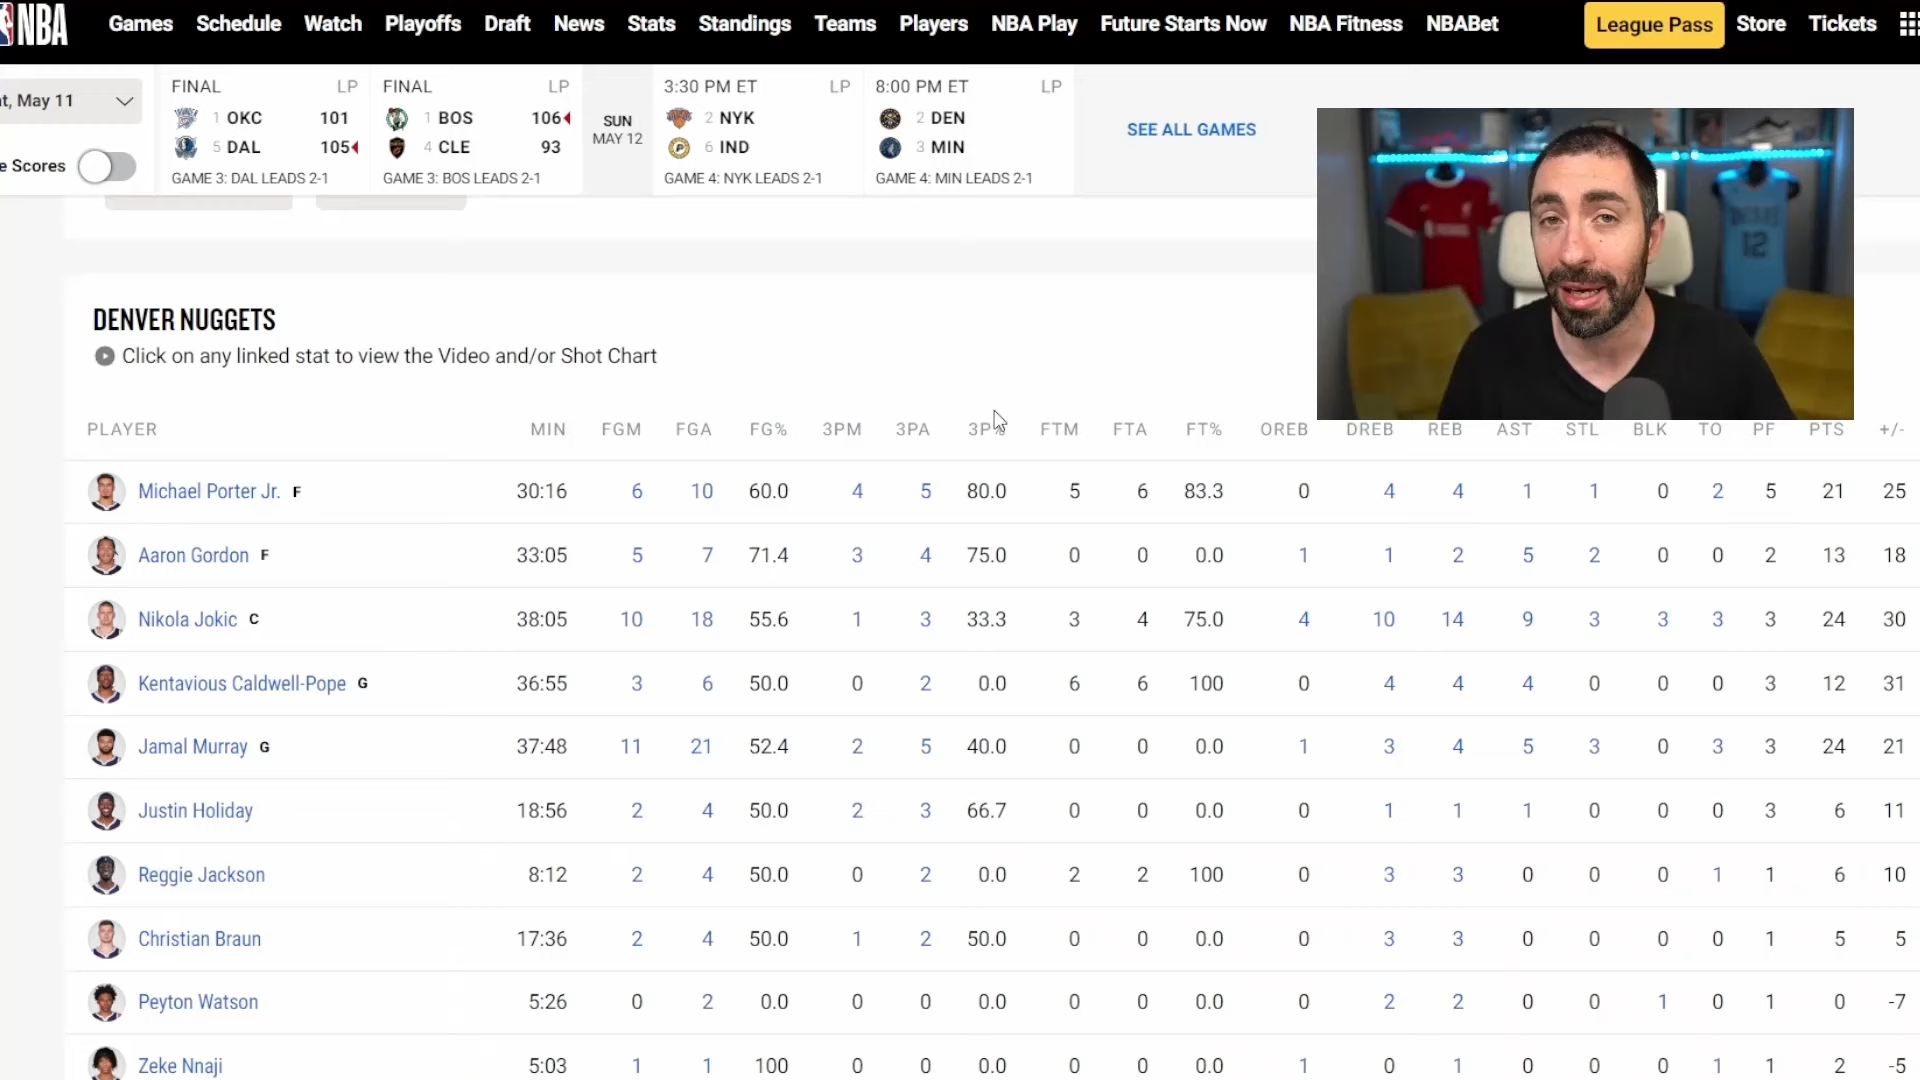 NBA Games Schedule Watch Playoffs Draft News Stats Standings Teams Players NBA Play Future Starts Now NBA Fitness NBABet League Pass Store Tickets
t, May 11
e Scores
FINAL LP
1 OKC 101
5 DAL 105
GAME 3: DAL LEADS 2-1
FINAL LP
1 BOS 106
4 CLE 93
GAME 3: BOS LEADS 2-1
SUN
MAY 12
3:30 PM ET LP
2 NYK
6 IND
GAME 4: NYK LEADS 2-1
8:00 PM ET LP
2 DEN
3 MIN
GAME 4: MIN LEADS 2-1
SEE ALL GAMES
12
DENVER NUGGETS
Click on any linked stat to view the Video and/or Shot Chart
PLAYER MIN FGM FGA FG% 3PM 3PA 3P% FTM FTA FT% OREB DREB REB AST STL BLK TO PF PTS +/-
Michael Porter Jr. F 30:16 6 10 60.0 4 5 80.0 5 6 83.3 0 4 4 1 1 0 2 5 21 25
Aaron Gordon F 33:05 5 7 71.4 3 4 75.0 0 0 0.0 1 1 2 5 2 0 0 2 13 18
Nikola Jokic C 38:05 10 18 55.6 1 3 33.3 3 4 75.0 4 10 14 9 3 3 3 3 24 30
Kentavious Caldwell-Pope G 36:55 3 6 50.0 0 2 0.0 6 6 100 0 4 4 4 0 0 0 3 12 31
Jamal Murray G 37:48 11 21 52.4 2 5 40.0 0 0 0.0 1 3 4 5 3 0 3 3 24 21
Justin Holiday 18:56 2 4 50.0 2 3 66.7 0 0 0.0 0 1 1 1 0 0 0 3 6 11
Reggie Jackson 8:12 2 4 50.0 0 2 0.0 2 2 100 0 3 3 0 0 0 1 1 6 10
Christian Braun 17:36 2 4 50.0 1 2 50.0 0 0 0.0 0 3 3 0 0 0 0 1 5 5
Peyton Watson 5:26 0 2 0.0 0 0 0.0 0 0 0.0 0 2 2 0 0 1 0 1 0 -7
Zeke Nnaji 5:03 1 1 100 0 0 0.0 0 0 0.0 1 0 1 0 0 0 1 1 2 -5